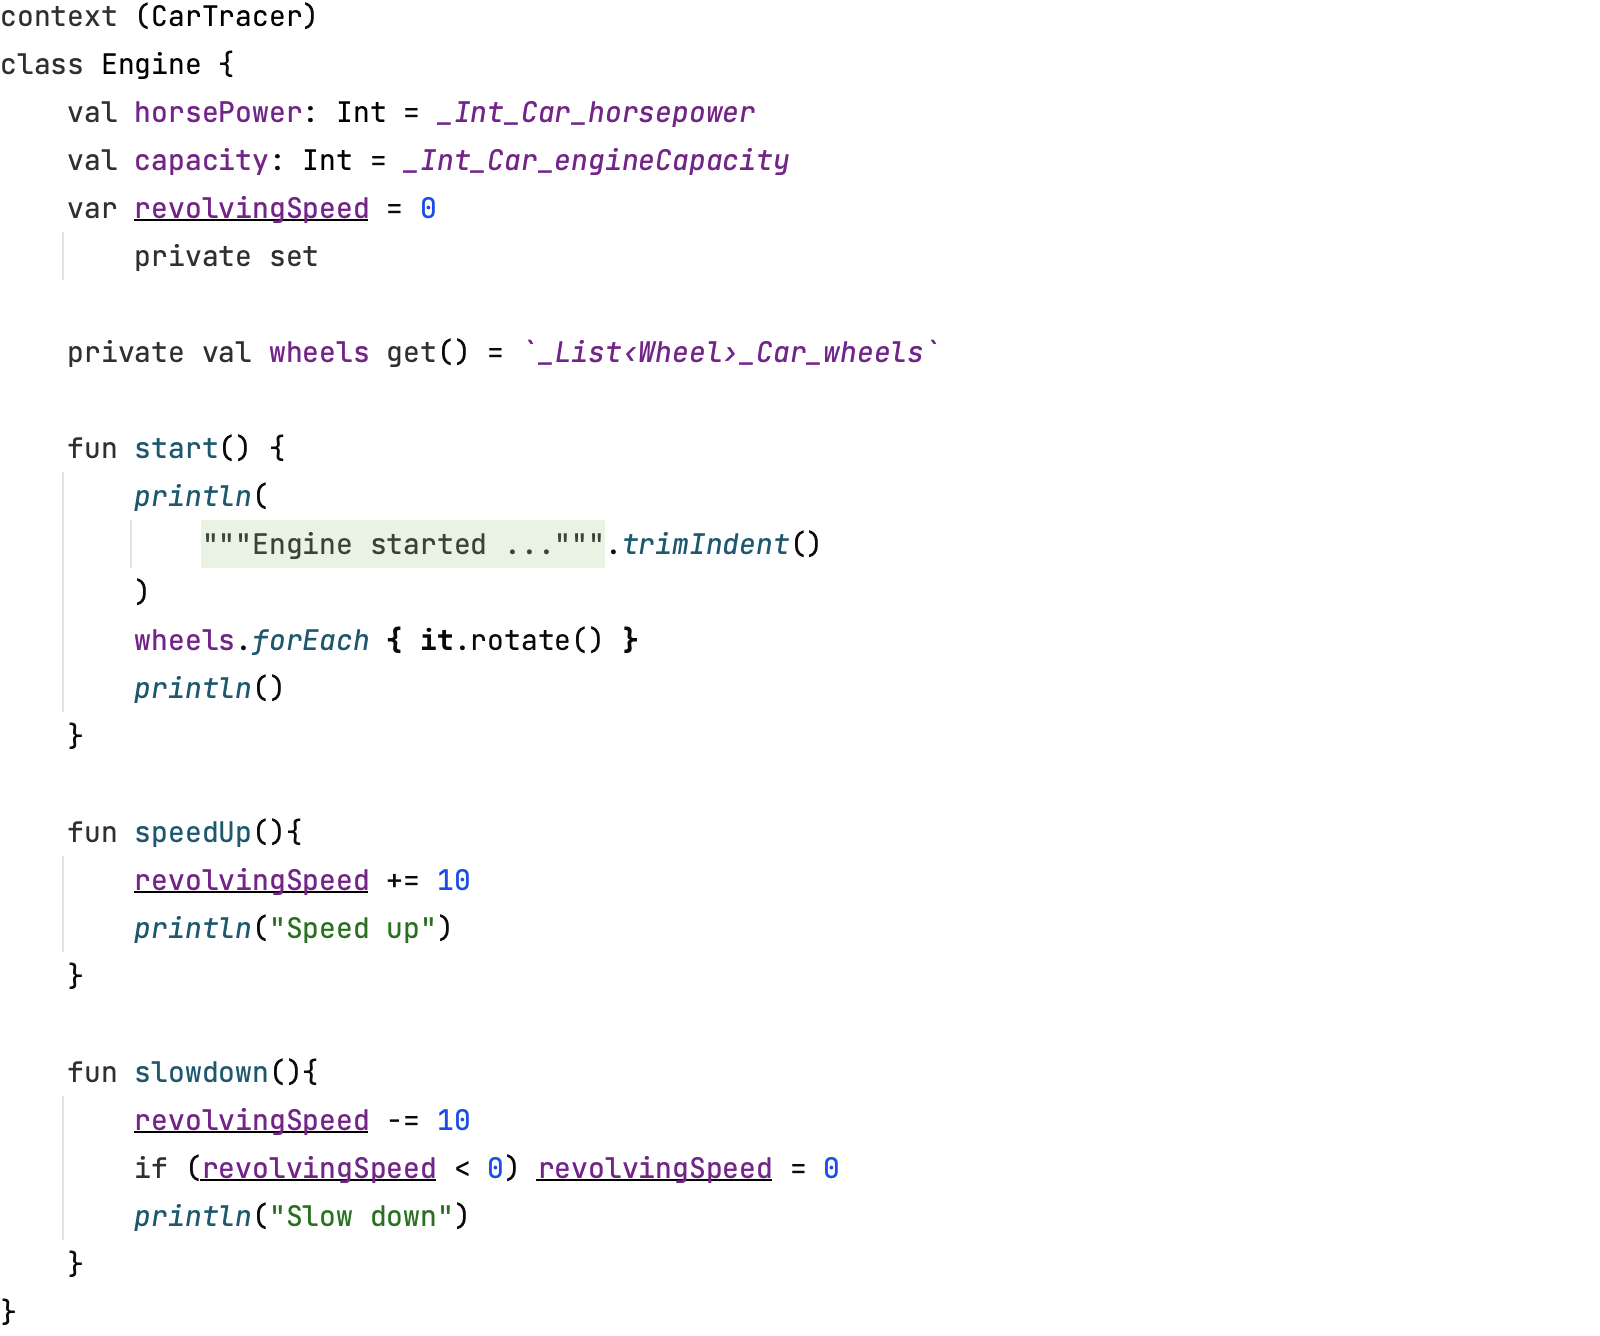 context (CarTracer)
class Engine {
    val horsePower: Int = _Int_Car_horsepower
    val capacity: Int = _Int_Car_engineCapacity
    var revolvingSpeed = 0
        private set
    private val wheels get() = `_List<Wheel>_Car_wheels`
    fun start() {
        println(
            """Engine started ...""".trimIndent()
        )
        wheels.forEach { it.rotate() }
        println()
    }
    fun speedUp(){
        revolvingSpeed += 10
        println("Speed up")
    }
    fun slowdown(){
        revolvingSpeed -= 10
        if (revolvingSpeed < 0) revolvingSpeed = 0
        println("Slow down")
    }
}